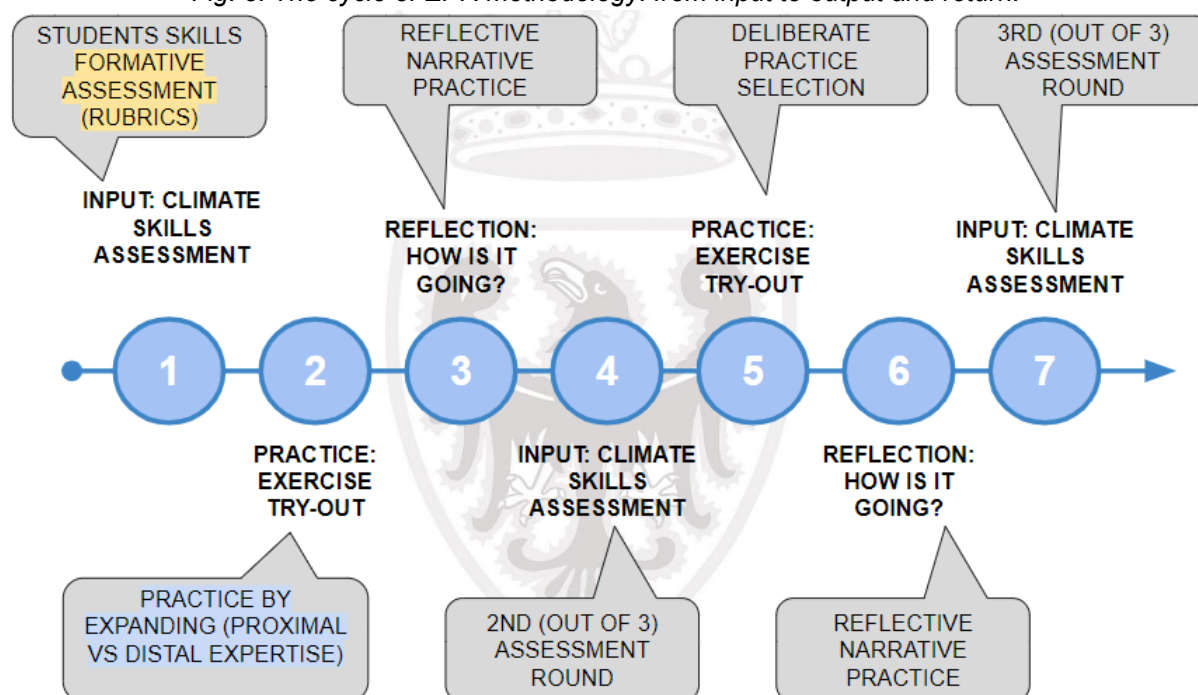 STUDENTS SKILLS
FORMATIVE
ASSESSMENT
(RUBRICS)
REFLECTIVE
NARRATIVE
PRACTICE
DELIBERATE
PRACTICE
SELECTION
3RD (OUT OF 3)
ASSESSMENT
ROUND
INPUT: CLIMATE
SKILLS
ASSESSMENT
REFLECTION:
HOW IS IT
GOING?
PRACTICE:
EXERCISE
TRY-OUT
INPUT: CLIMATE
SKILLS
ASSESSMENT
1
2
3
4
5
6
7
PRACTICE:
EXERCISE
TRY-OUT
INPUT: CLIMATE
SKILLS
ASSESSMENT
REFLECTION:
HOW IS IT
GOING?
PRACTICE BY
EXPANDING (PROXIMAL
VS DISTAL EXPERTISE)
2ND (OUT OF 3)
ASSESSMENT
ROUND
REFLECTIVE
NARRATIVE
PRACTICE